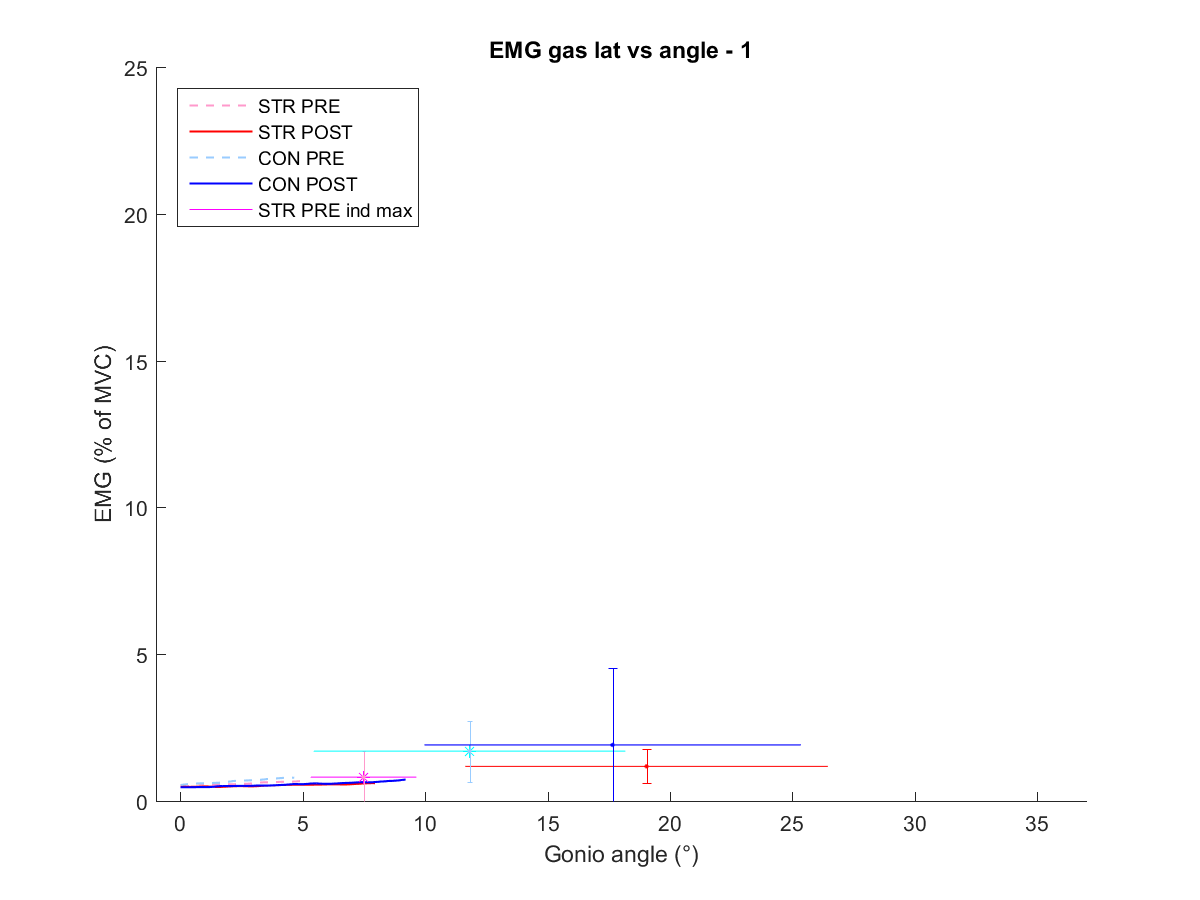 EMG gas lat vs angle - 1
25
20
15
10
5
0
EMG (% of MVC)
STR PRE
STR POST
CON PRE
CON POST
STR PRE ind max
0 5 10 15 20 25 30 35
Gonio angle (°)